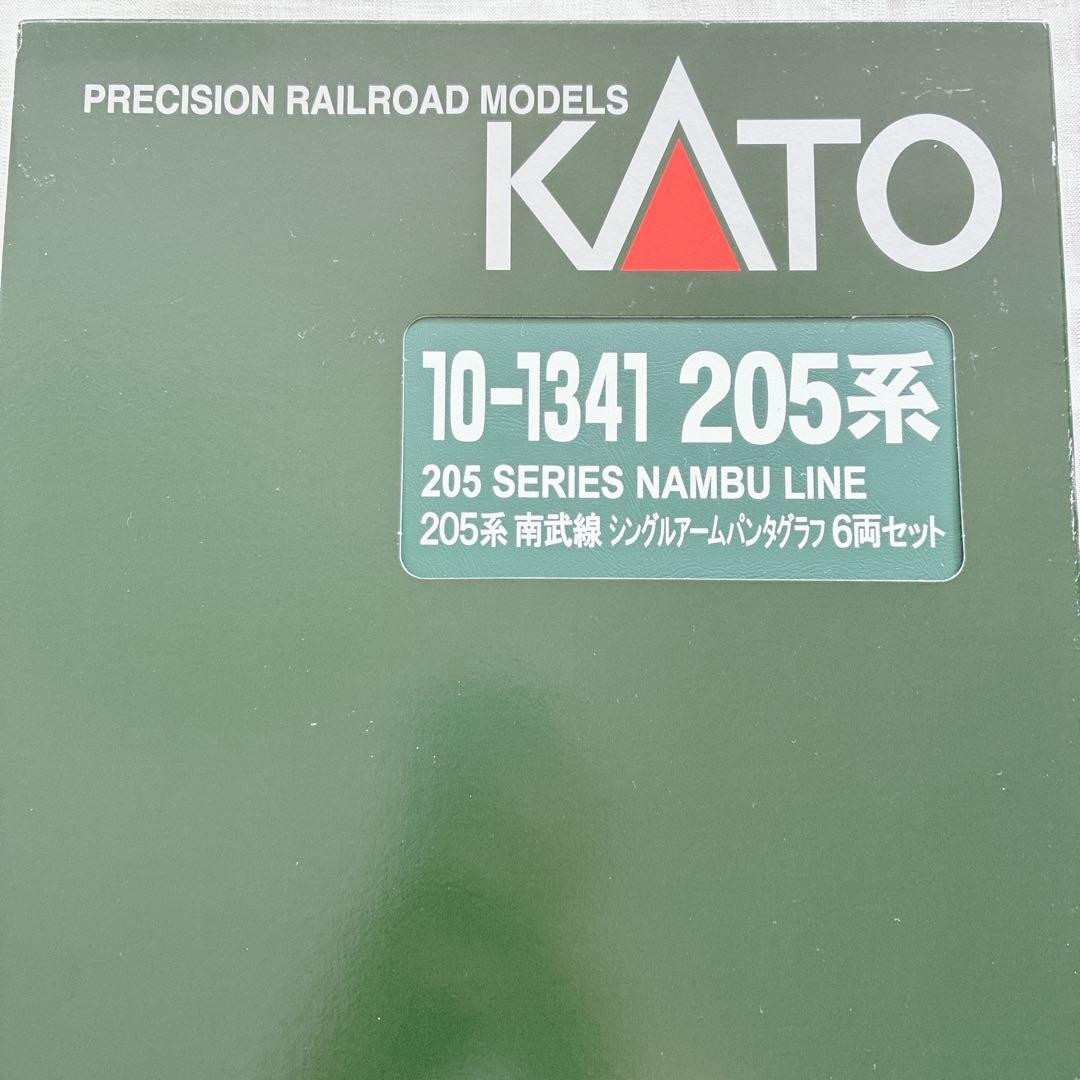 PRECISION RAILROAD MODELS
KATO
10-1341 205系
205 SERIES NAMBU LINE
205系 南武線 シングルアームパンタグラフ 6両セット